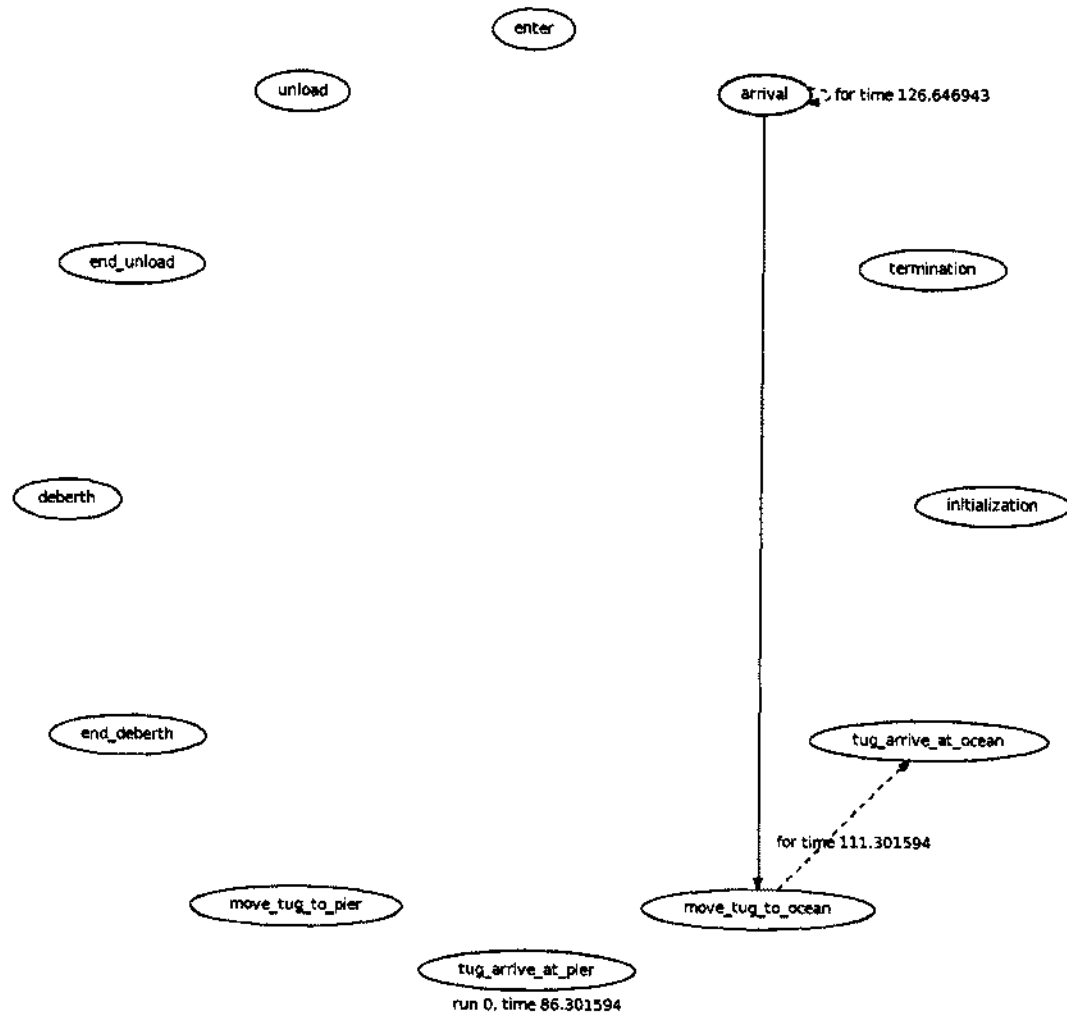 enter
unload
arrival
for time 126.646943
end_unload
termination
deberth
initialization
end_deberth
tug_arrive_at_ocean
for time 111.301594
move_tug_to_pier
move_tug_to_ocean
tug_arrive_at_pier
run 0, time 86.301594